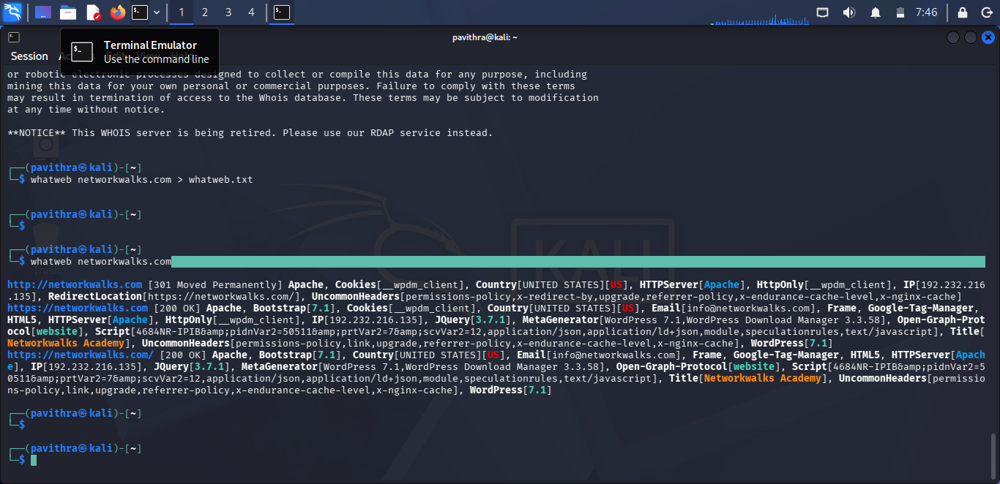 1 2 3 4 7:46
pavithra@kali: ~
Session
Terminal Emulator
Use the command line
or robotic electronic processes designed to collect or compile this data for any purpose, including
mining this data for your own personal or commercial purposes. Failure to comply with these terms
may result in termination of access to the Whois database. These terms may be subject to modification
at any time without notice.
**NOTICE** This WHOIS server is being retired. Please use our RDAP service instead.
┌──(pavithra㉿kali)-[~]
└─$ whatweb networkwalks.com > whatweb.txt
┌──(pavithra㉿kali)-[~]
└─$
┌──(pavithra㉿kali)-[~]
└─$ whatweb networkwalks.com
http://networkwalks.com [301 Moved Permanently] Apache, Cookies[__wpdm_client], Country[UNITED STATES][US], HTTPServer[Apache], HttpOnly[__wpdm_client], IP[192.232.216
.135], RedirectLocation[https://networkwalks.com/], UncommonHeaders[permissions-policy,x-redirect-by,upgrade,referrer-policy,x-endurance-cache-level,x-nginx-cache]
https://networkwalks.com [200 OK] Apache, Bootstrap[7.1], Cookies[__wpdm_client], Country[UNITED STATES][US], Email[info@networkwalks.com], Frame, Google-Tag-Manager,
HTML5, HTTPServer[Apache], HttpOnly[__wpdm_client], IP[192.232.216.135], JQuery[3.7.1], MetaGenerator[WordPress 7.1,WordPress Download Manager 3.3.58], Open-Graph-Prot
ocol[website], Script[4684NR-IPIB&amp;pidnVar2=50511&amp;prtVar2=7&amp;scvVar2=12,application/json,application/ld+json,module,speculationrules,text/javascript], Title[
Networkwalks Academy], UncommonHeaders[permissions-policy,link,upgrade,referrer-policy,x-endurance-cache-level,x-nginx-cache], WordPress[7.1]
https://networkwalks.com/ [200 OK] Apache, Bootstrap[7.1], Country[UNITED STATES][US], Email[info@networkwalks.com], Frame, Google-Tag-Manager, HTML5, HTTPServer[Apach
e], IP[192.232.216.135], JQuery[3.7.1], MetaGenerator[WordPress 7.1,WordPress Download Manager 3.3.58], Open-Graph-Protocol[website], Script[4684NR-IPIB&amp;pidnVar2=5
0511&amp;prtVar2=7&amp;scvVar2=12,application/json,application/ld+json,module,speculationrules,text/javascript], Title[Networkwalks Academy], UncommonHeaders[permissio
ns-policy,link,upgrade,referrer-policy,x-endurance-cache-level,x-nginx-cache], WordPress[7.1]
┌──(pavithra㉿kali)-[~]
└─$
┌──(pavithra㉿kali)-[~]
└─$
KALI
Trash